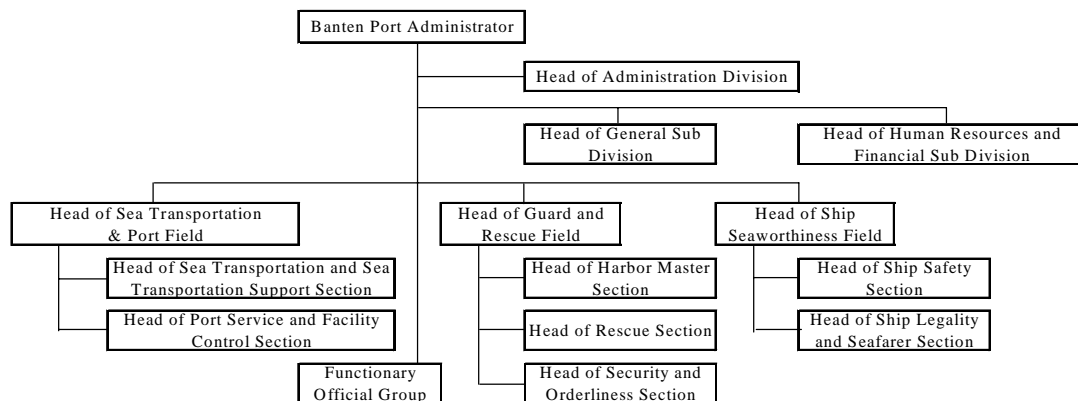 Banten Port Administrator
Head of Administration Division
Head of General Sub
Division
Head of Human Resources and
Financial Sub Division
Head of Sea Transportation
& Port Field
Head of Guard and
Rescue Field
Head of Ship
Seaworthiness Field
Head of Sea Transportation and Sea
Transportation Support Section
Head of Harbor Master
Section
Head of Ship Safety
Section
Head of Port Service and Facility
Control Section
Head of Rescue Section
Head of Ship Legality
and Seafarer Section
Functionary
Official Group
Head of Security and
Orderliness Section